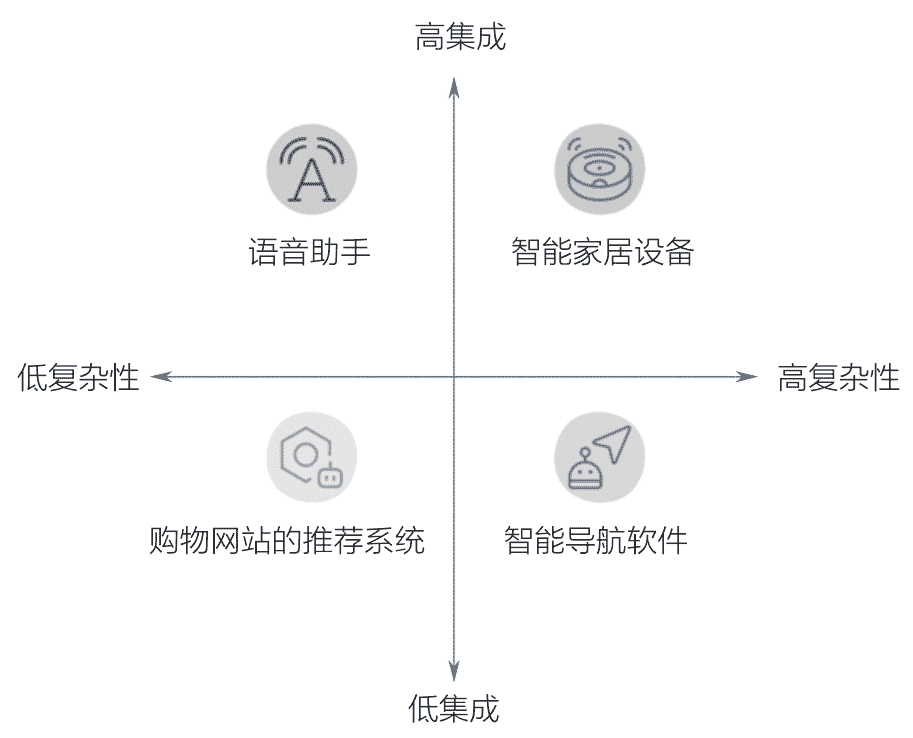 高集成
语音助手
智能家居设备
低复杂性
高复杂性
购物网站的推荐系统
智能导航软件
低集成